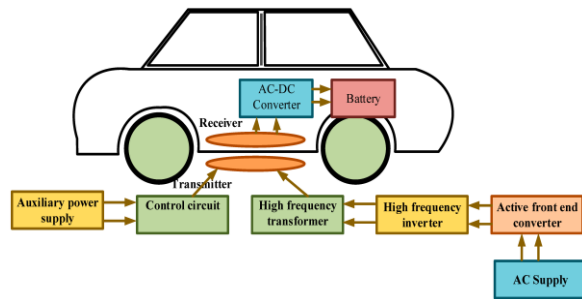 AC-DC
Converter
Battery
Receiver
Transmitter
Auxiliary power
supply
Control circuit
High frequency
transformer
High frequency
inverter
Active front end
converter
AC Supply